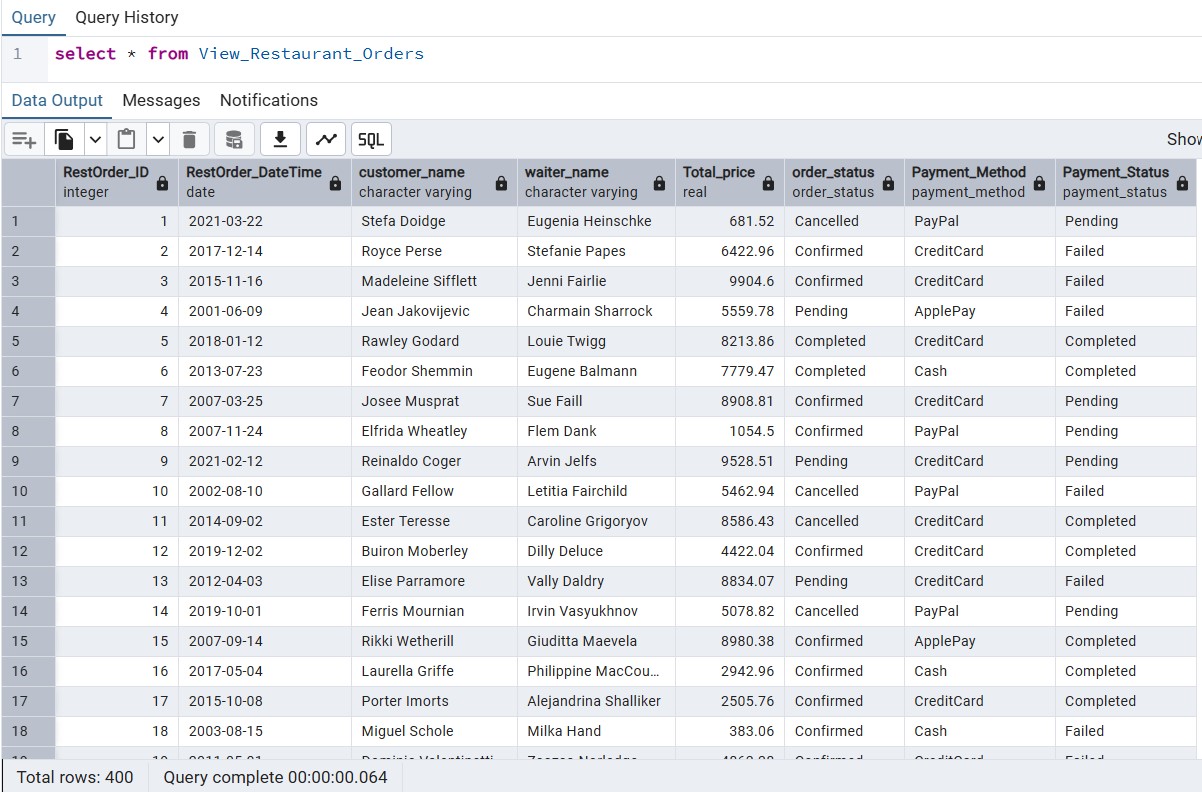 Query Query History
1 select * from View_Restaurant_Orders
Data Output Messages Notifications
SQL Show
RestOrder_ID RestOrder_DateTime customer_name waiter_name Total_price order_status Payment_Method Payment_Status
integer date character varying character varying real order_status payment_method payment_status
1 1 2021-03-22 Stefa Doidge Eugenia Heinschke 681.52 Cancelled PayPal Pending
2 2 2017-12-14 Royce Perse Stefanie Papes 6422.96 Confirmed CreditCard Failed
3 3 2015-11-16 Madeleine Sifflett Jenni Fairlie 9904.6 Confirmed CreditCard Failed
4 4 2001-06-09 Jean Jakovijevic Charmain Sharrock 5559.78 Pending ApplePay Failed
5 5 2018-01-12 Rawley Godard Louie Twigg 8213.86 Completed CreditCard Completed
6 6 2013-07-23 Feodor Shemmin Eugene Balmann 7779.47 Completed Cash Completed
7 7 2007-03-25 Josee Musprat Sue Faill 8908.81 Confirmed CreditCard Pending
8 8 2007-11-24 Elfrida Wheatley Flem Dank 1054.5 Confirmed PayPal Pending
9 9 2021-02-12 Reinaldo Coger Arvin Jelfs 9528.51 Pending CreditCard Pending
10 10 2002-08-10 Gallard Fellow Letitia Fairchild 5462.94 Cancelled PayPal Failed
11 11 2014-09-02 Ester Teresse Caroline Grigoryov 8586.43 Cancelled CreditCard Completed
12 12 2019-12-02 Buiron Moberley Dilly Deluce 4422.04 Confirmed CreditCard Completed
13 13 2012-04-03 Elise Parramore Vally Daldry 8834.07 Pending CreditCard Failed
14 14 2019-10-01 Ferris Mournian Irvin Vasyukhnov 5078.82 Cancelled PayPal Pending
15 15 2007-09-14 Rikki Wetherill Giuditta Maevela 8980.38 Confirmed ApplePay Completed
16 16 2017-05-04 Laurella Griffe Philippine MacCou... 2942.96 Confirmed Cash Completed
17 17 2015-10-08 Porter Imorts Alejandrina Shalliker 2505.76 Confirmed CreditCard Completed
18 18 2003-08-15 Miguel Schole Milka Hand 383.06 Confirmed Cash Failed
Total rows: 400 Query complete 00:00:00.064